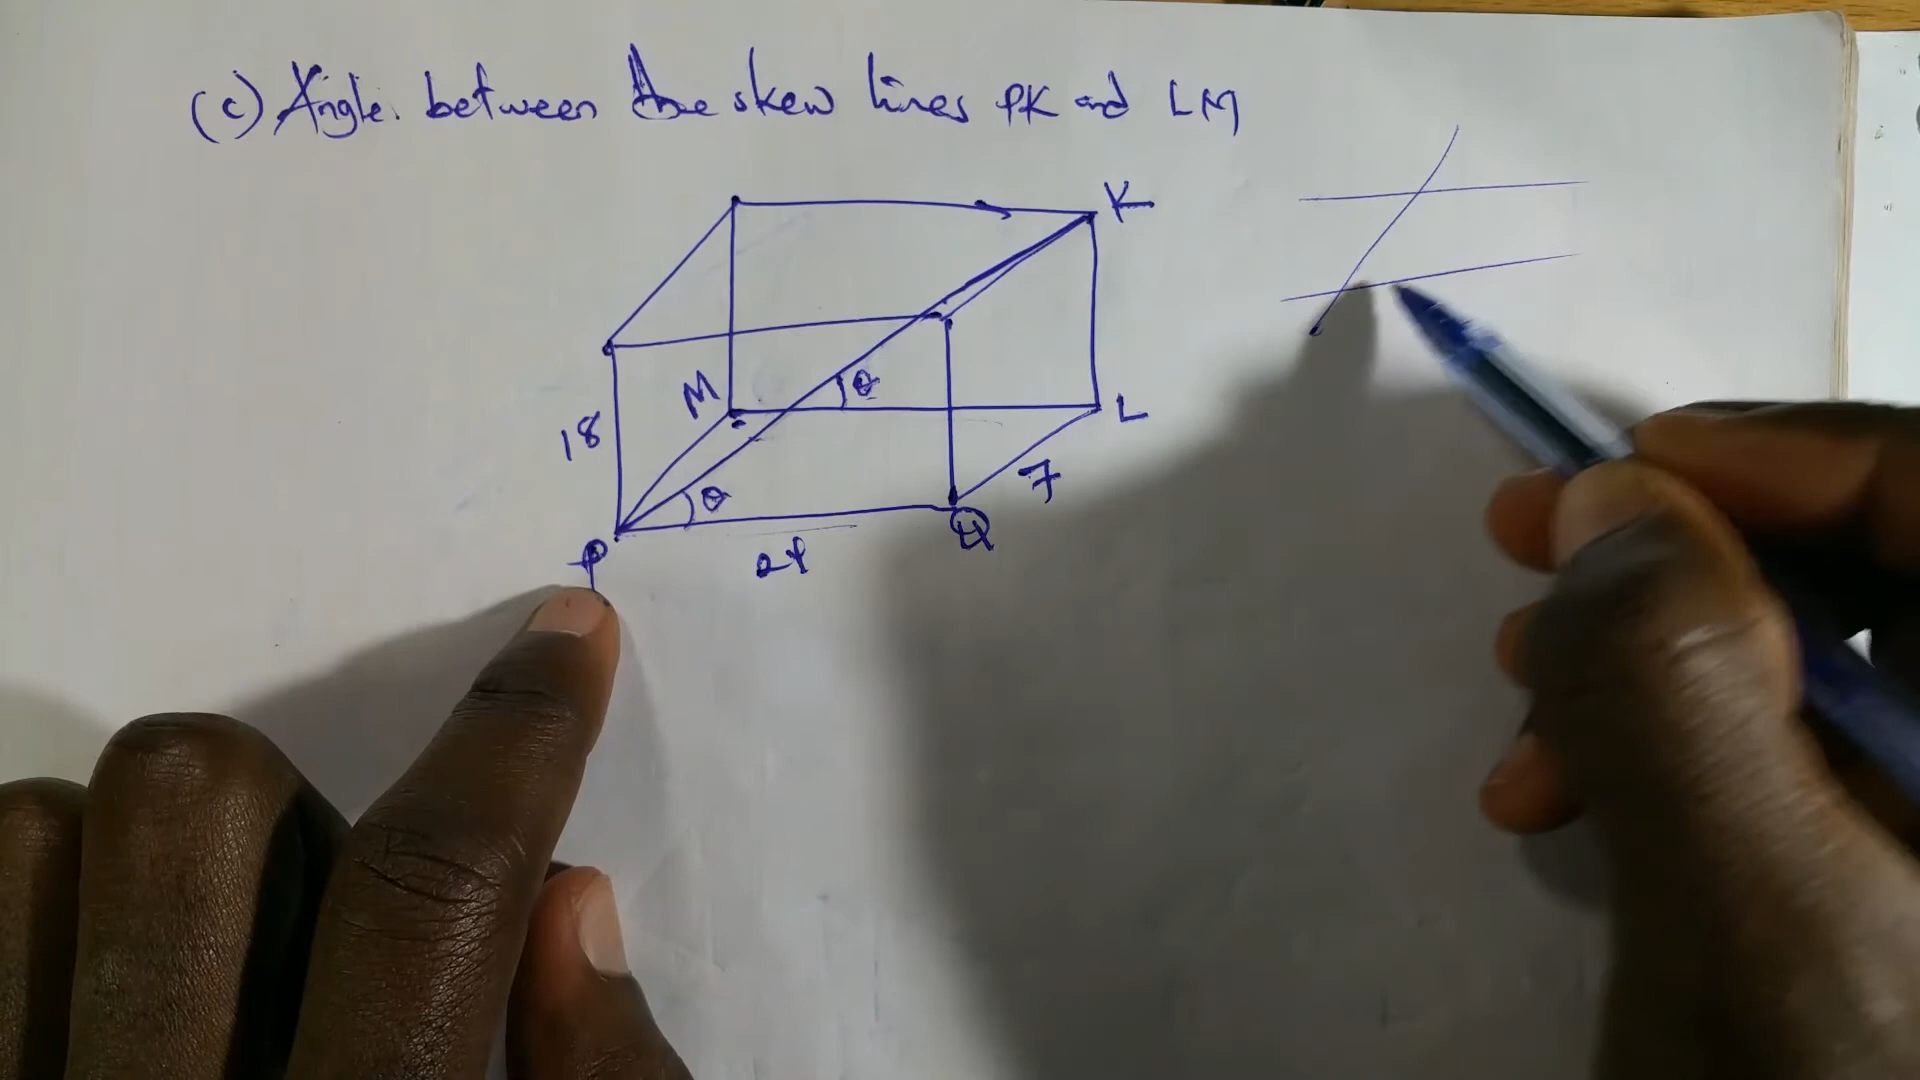 (c) Angle between the skew lines PK and LM
K
M
θ
18
L
7
θ
P
24
Q